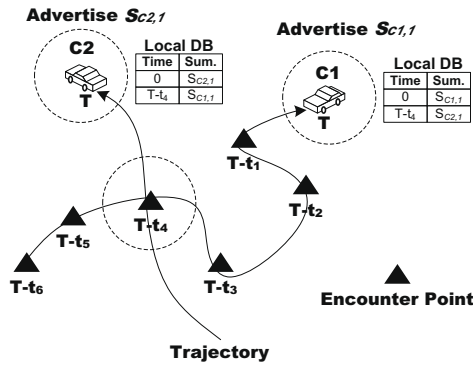 Advertise SC2,1
Advertise SC1,1
C2
Local DB
Time Sum.
0 SC2,1
T-t4 SC1,1
T
C1
Local DB
Time Sum.
0 SC1,1
T-t4 SC2,1
T
T-t1
T-t2
T-t4
T-t5
T-t6
T-t3
Encounter Point
Trajectory